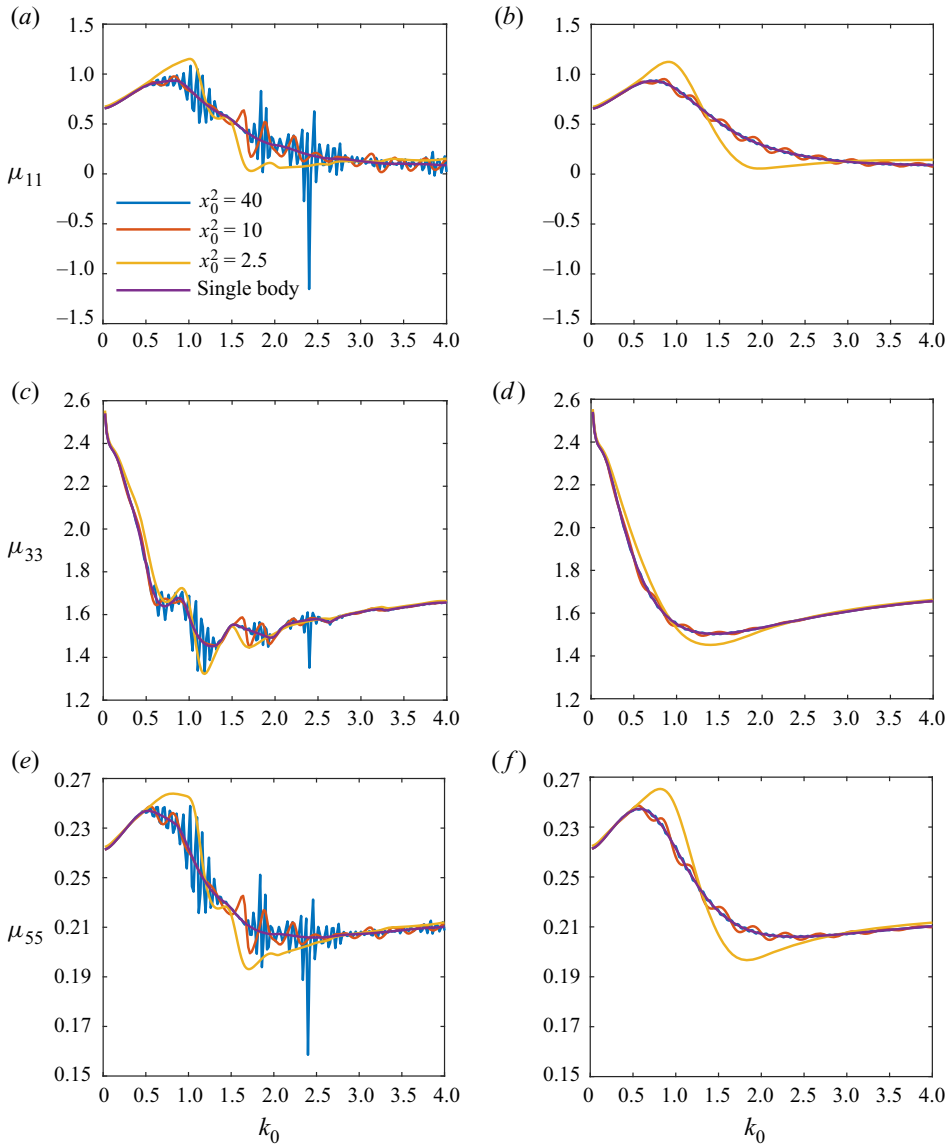 (a) (b)
1.5 1.5
1.0 1.0
0.5 0.5
μ11 0 0
x₀² = 40
–0.5 –0.5
x₀² = 10
x₀² = 2.5
–1.0 –1.0
Single body
–1.5 –1.5
0 0.5 1.0 1.5 2.0 2.5 3.0 3.5 4.0 0 0.5 1.0 1.5 2.0 2.5 3.0 3.5 4.0
(c) (d)
2.6 2.6
2.4 2.4
2.2 2.2
2.0 2.0
μ33
1.8 1.8
1.6 1.6
1.4 1.4
1.2 1.2
0 0.5 1.0 1.5 2.0 2.5 3.0 3.5 4.0 0 0.5 1.0 1.5 2.0 2.5 3.0 3.5 4.0
(e) (f)
0.27 0.27
0.23 0.23
0.25 0.25
μ55 0.21 0.21
0.19 0.19
0.17 0.17
0.15 0.15
0 0.5 1.0 1.5 2.0 2.5 3.0 3.5 4.0 0 0.5 1.0 1.5 2.0 2.5 3.0 3.5 4.0
k₀ k₀